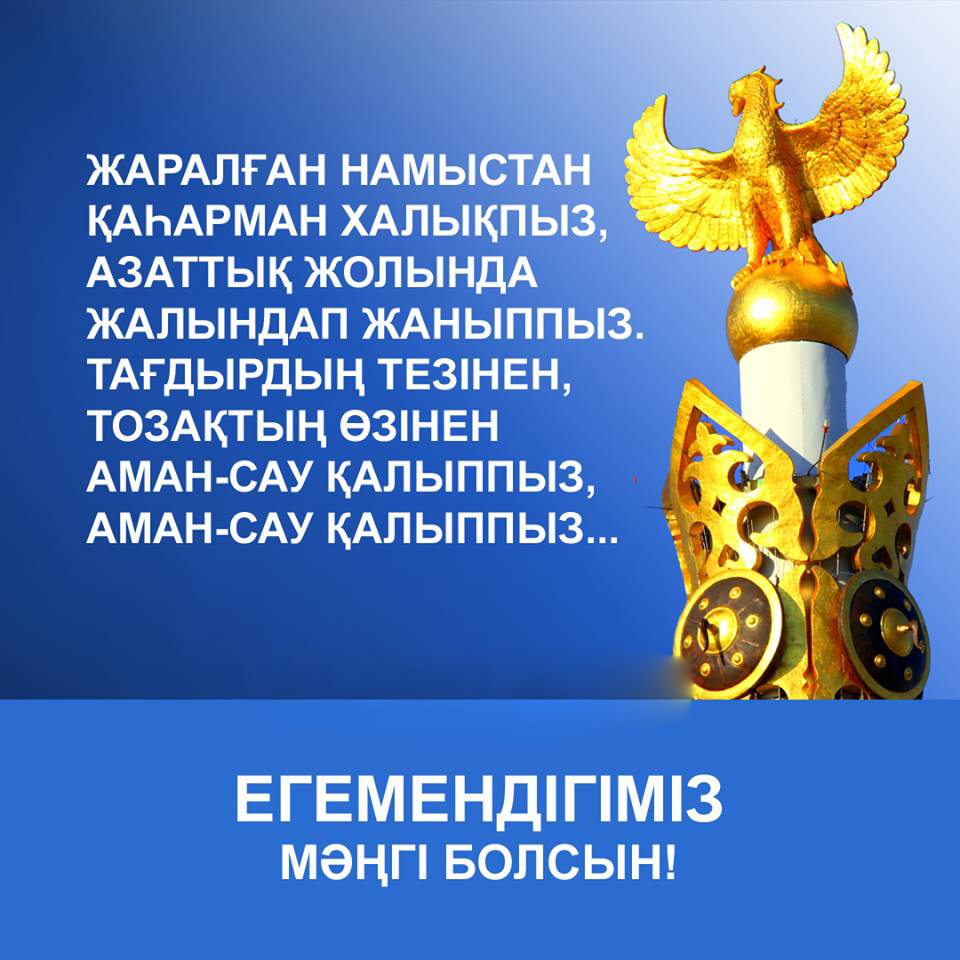 ЖАРАЛҒАН НАМЫСТАН
ҚАҺАРМАН ХАЛЫҚПЫЗ,
АЗАТТЫҚ ЖОЛЫНДА
ЖАЛЫНДАП ЖАНЫППЫЗ.
ТАҒДЫРДЫҢ ТЕЗІНЕН,
ТОЗАҚТЫҢ ӨЗІНЕН
АМАН-САУ ҚАЛЫППЫЗ,
АМАН-САУ ҚАЛЫППЫЗ...
ЕГЕМЕНДІГІМІЗ
МӘҢГІ БОЛСЫН!